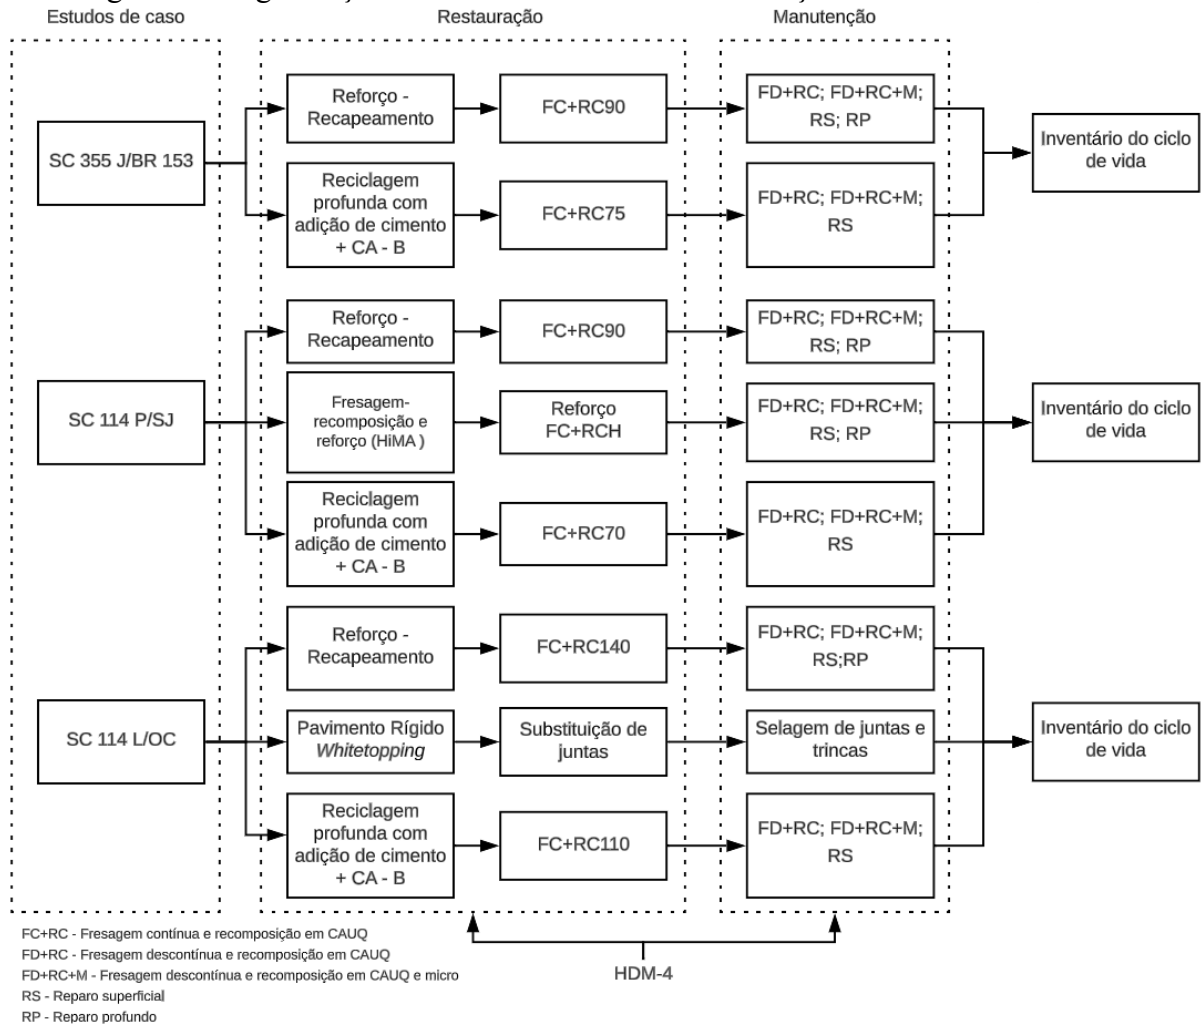 Estudos de caso
Restauração
Manutenção
SC 355 J/BR 153
Reforço -
Recapeamento
FC+RC90
FD+RC; FD+RC+M;
RS; RP
Reciclagem
profunda com
adição de cimento
+ CA - B
FC+RC75
FD+RC; FD+RC+M;
RS
Inventário do ciclo
de vida
SC 114 P/SJ
Reforço -
Recapeamento
FC+RC90
FD+RC; FD+RC+M;
RS; RP
Fresagem-
recomposição e
reforço (HiMA )
Reforço
FC+RCH
FD+RC; FD+RC+M;
RS; RP
Reciclagem
profunda com
adição de cimento
+ CA - B
FC+RC70
FD+RC; FD+RC+M;
RS
Inventário do ciclo
de vida
SC 114 L/OC
Reforço -
Recapeamento
FC+RC140
FD+RC; FD+RC+M;
RS;RP
Pavimento Rígido
Whitetopping
Substituição de
juntas
Selagem de juntas e
trincas
Reciclagem
profunda com
adição de cimento
+ CA - B
FC+RC110
FD+RC; FD+RC+M;
RS
Inventário do ciclo
de vida
HDM-4
FC+RC - Fresagem contínua e recomposição em CAUQ
FD+RC - Fresagem descontínua e recomposição em CAUQ
FD+RC+M - Fresagem descontínua e recomposição em CAUQ e micro
RS - Reparo superficial
RP - Reparo profundo